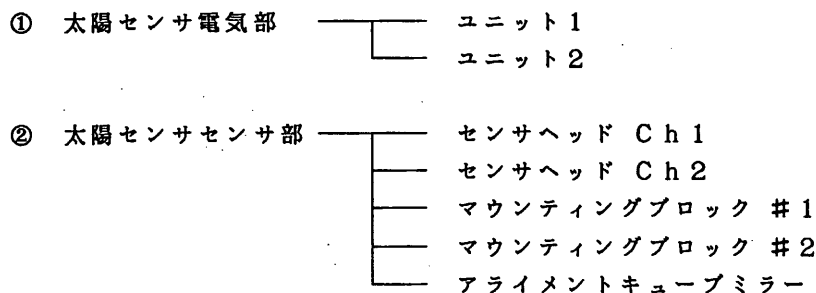 ① 太陽センサ電気部 ユニット1
ユニット2
② 太陽センサセンサ部 センサヘッド Ch1
センサヘッド Ch2
マウンティングブロック #1
マウンティングブロック #2
アライメントキューブミラー